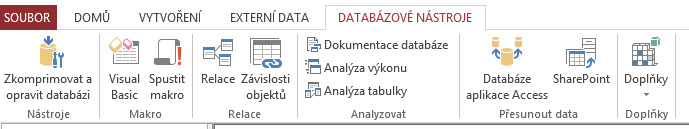 SOUBOR DOMŮ VYTVOŘENÍ EXTERNÍ DATA DATABÁZOVÉ NÁSTROJE
Zkomprimovat a
opravit databázi
Nástroje
Visual
Basic
Spustit
makro
Makro
Relace
Závislosti
objektů
Relace
Dokumentace databáze
Analýza výkonu
Analýza tabulky
Analyzovat
Databáze
aplikace Access
SharePoint
Přesunout data
Doplňky
Doplňky